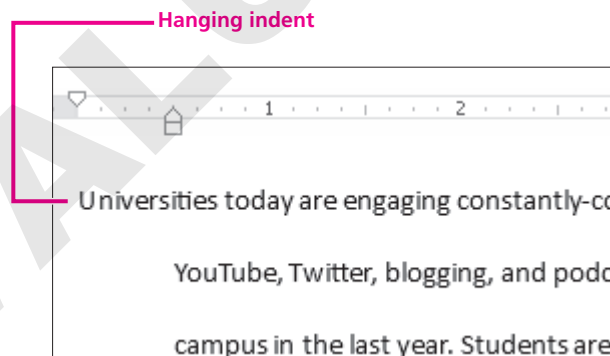 Hanging indent
1 2
Universities today are engaging constantly-co
YouTube, Twitter, blogging, and podc
campus in the last year. Students are